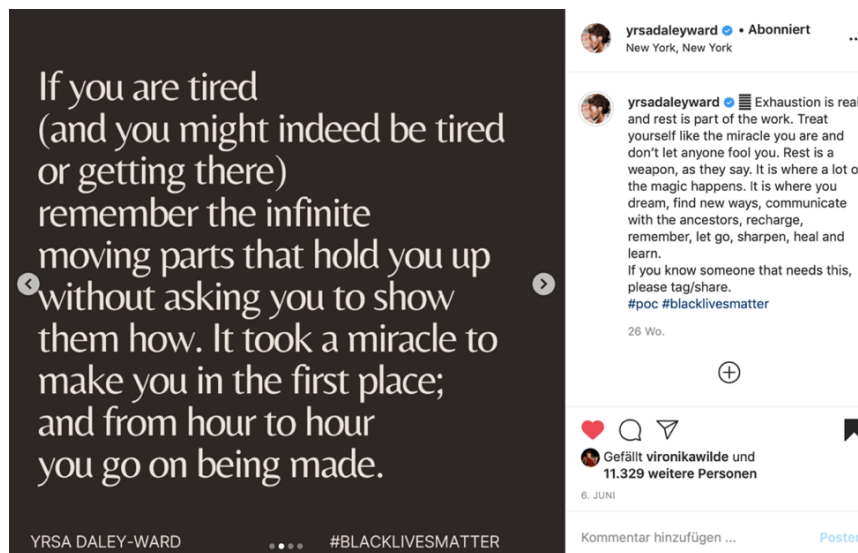 If you are tired
(and you might indeed be tired
or getting there)
remember the infinite
moving parts that hold you up
without asking you to show
them how. It took a miracle to
make you in the first place;
and from hour to hour
you go on being made.
YRSA DALEY-WARD
#BLACKLIVESMATTER
yrsadaleyward • Abonniert
New York, New York
yrsadaleyward Exhaustion is real
and rest is part of the work. Treat
yourself like the miracle you are and
don't let anyone fool you. Rest is a
weapon, as they say. It is where a lot o
the magic happens. It is where you
dream, find new ways, communicate
with the ancestors, recharge,
remember, let go, sharpen, heal and
learn.
If you know someone that needs this,
please tag/share.
#poc #blacklivesmatter
26 Wo.
Gefällt vironikawilde und
11.329 weitere Personen
6. JUNI
Kommentar hinzufügen ...
Posten